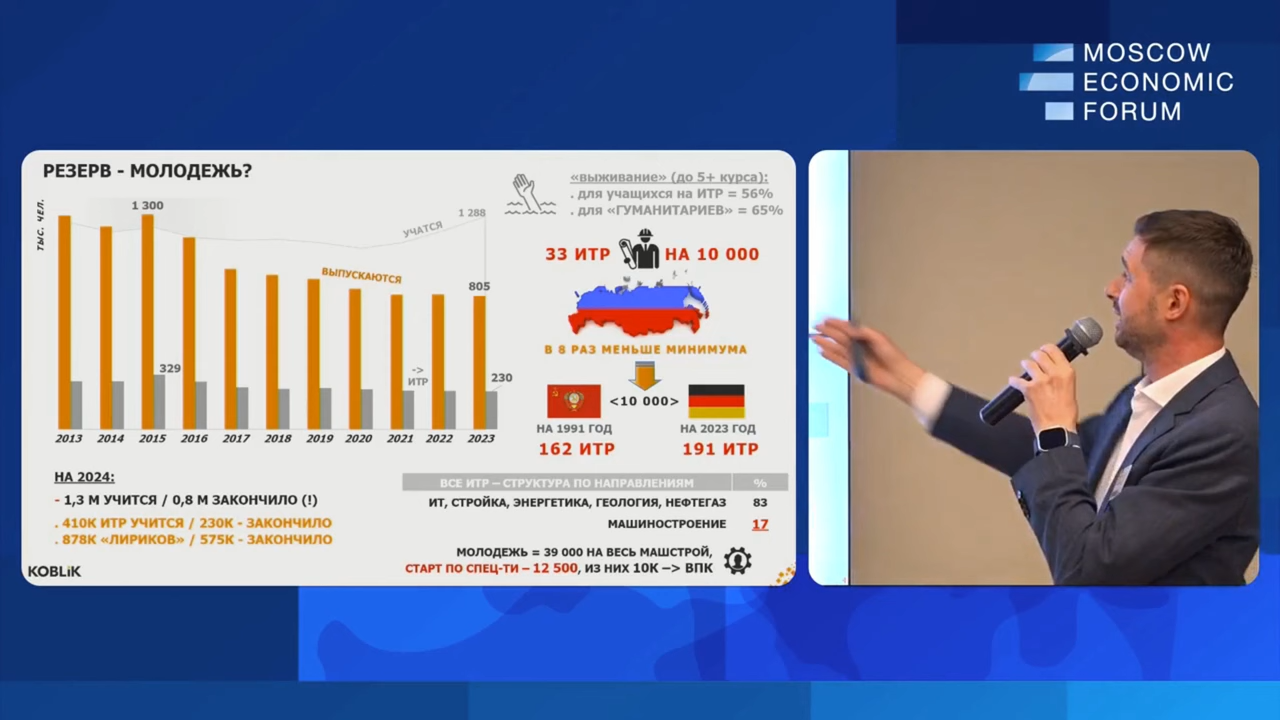 MOSCOW
ECONOMIC
FORUM
РЕЗЕРВ - МОЛОДЕЖЬ?
ТЫС. ЧЕЛ.
1 300
УЧАТСЯ
1 288
ВЫПУСКАЮТСЯ
805
329
->
ИТР
230
2013 2014 2015 2016 2017 2018 2019 2020 2021 2022 2023
«выживание» (до 5+ курса):
. для учащихся на ИТР = 56%
. для «ГУМАНИТАРИЕВ» = 65%
33 ИТР НА 10 000
В 8 РАЗ МЕНЬШЕ МИНИМУМА
<10 000>
НА 1991 ГОД
162 ИТР
НА 2023 ГОД
191 ИТР
НА 2024:
- 1,3 М УЧИТСЯ / 0,8 М ЗАКОНЧИЛО (!)
. 410К ИТР УЧИТСЯ / 230К - ЗАКОНЧИЛО
. 878К «ЛИРИКОВ» / 575К - ЗАКОНЧИЛО
ВСЕ ИТР – СТРУКТУРА ПО НАПРАВЛЕНИЯМ %
ИТ, СТРОЙКА, ЭНЕРГЕТИКА, ГЕОЛОГИЯ, НЕФТЕГАЗ 83
МАШИНОСТРОЕНИЕ 17
МОЛОДЕЖЬ = 39 000 НА ВЕСЬ МАШСТРОЙ,
СТАРТ ПО СПЕЦ-ТИ – 12 500, ИЗ НИХ 10К –> ВПК
KOBLiK